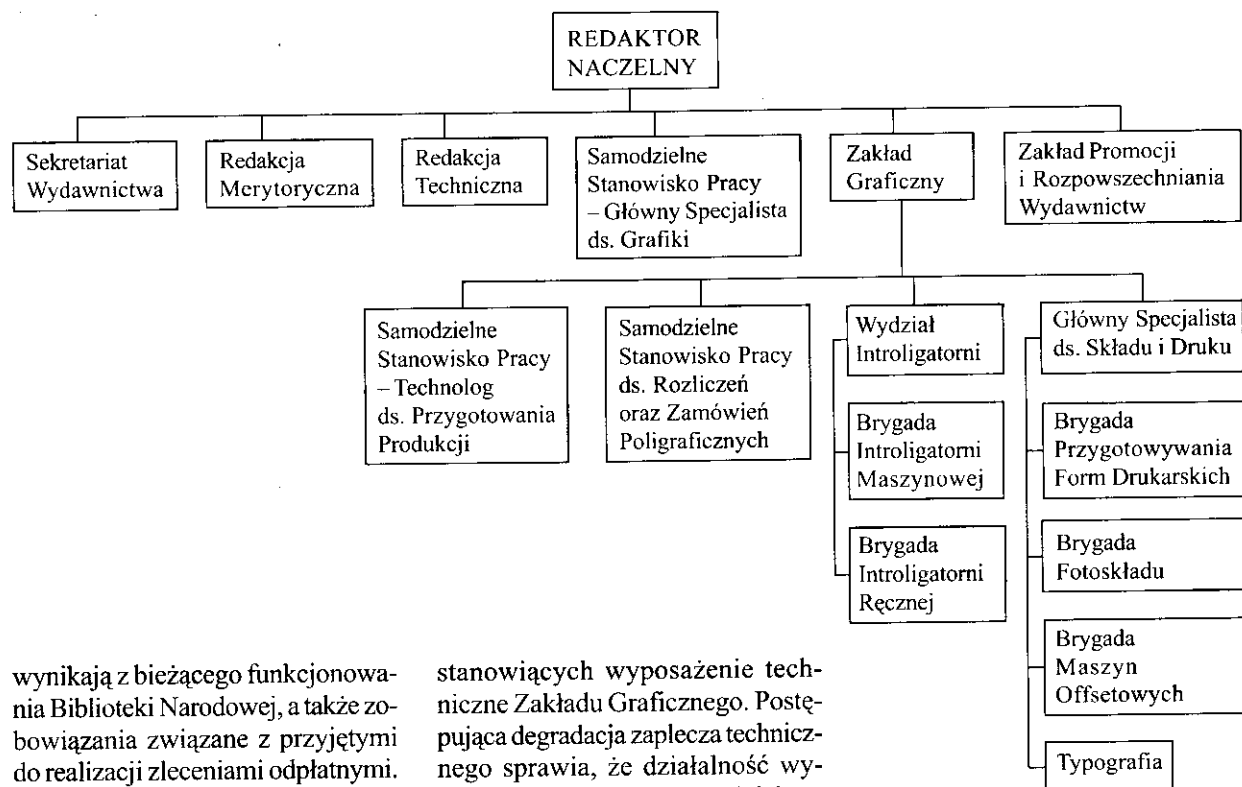 REDAKTOR
NACZELNY
Sekretariat
Wydawnictwa
Redakcja
Merytoryczna
Redakcja
Techniczna
Samodzielne
Stanowisko Pracy
– Główny Specjalista
ds. Grafiki
Zakład
Graficzny
Zakład Promocji
i Rozpowszechniania
Wydawnictw
Samodzielne
Stanowisko Pracy
– Technolog
ds. Przygotowania
Produkcji
Samodzielne
Stanowisko Pracy
ds. Rozliczeń
oraz Zamówień
Poligraficznych
Wydział
Introligatorni
Brygada
Introligatorni
Maszynowej
Brygada
Introligatorni
Ręcznej
Główny Specjalista
ds. Składu i Druku
Brygada
Przygotowywania
Form Drukarskich
Brygada
Fotoskładu
Brygada
Maszyn
Offsetowych
Typografia
wynikają z bieżącego funkcjonowa-
nia Biblioteki Narodowej, a także zo-
bowiązania związane z przyjętymi
do realizacji zleceniami odpłatnymi.
stanowiących wyposażenie tech-
niczne Zakładu Graficznego. Postę-
pująca degradacja zaplecza technicz-
nego sprawia, że działalność wy-